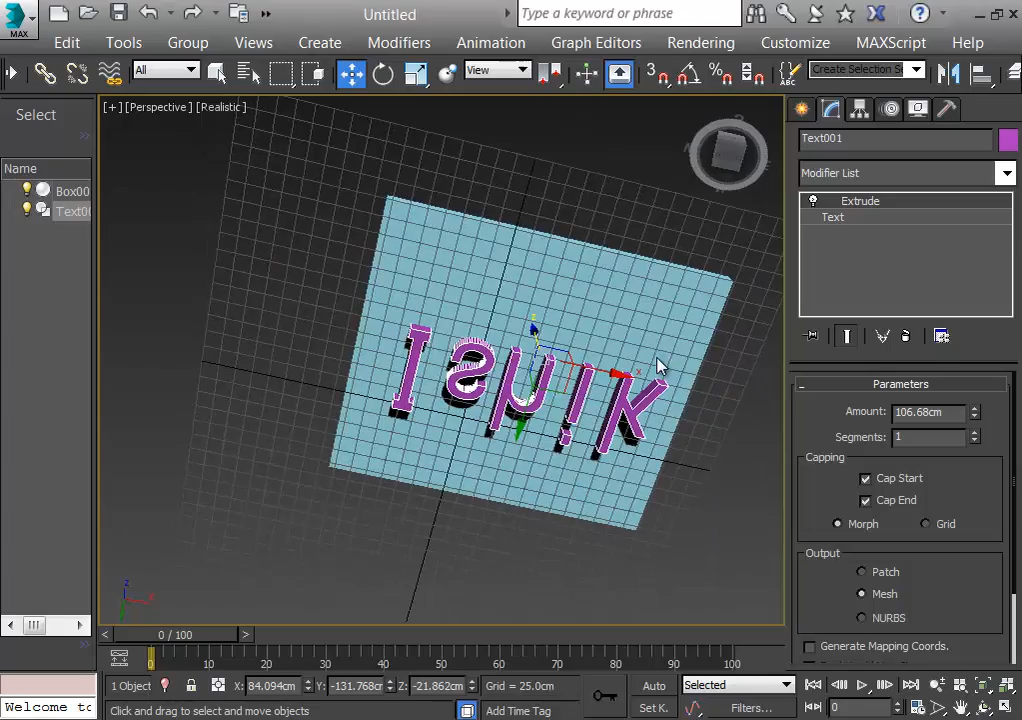 MAX
Untitled
Type a keyword or phrase
Edit Tools Group Views Create Modifiers Animation Graph Editors Rendering Customize MAXScript Help
All
View
Create Selection Se
Select
Name
Box00
Text00
[+] [Perspective ] [Realistic ]
Text001
Modifier List
Extrude
Text
Parameters
Amount: 106.68cm
Segments: 1
Capping
Cap Start
Cap End
Morph Grid
Output
Patch
Mesh
NURBS
Generate Mapping Coords.
0 / 100
0 10 20 30 40 50 60 70 80 90 100
1 Object X: 84.094cm Y: -131.768cm Z: -21.862cm Grid = 25.0cm Auto Selected
Welcome to Click and drag to select and move objects Add Time Tag Set K. Filters... 0